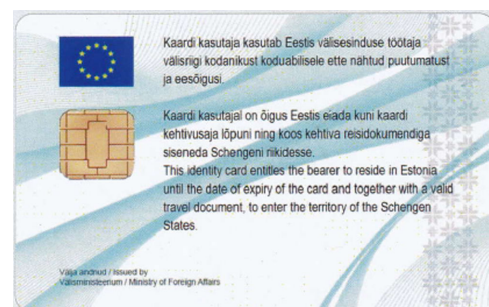 Kaardi kasutaja kasutab Eestis välisesinduse töötaja
välisriigi kodanikust koduabilisele ette nähtud puutumatust
ja eesõigusi.
Kaardi kasutajal on õigus Eestis elada kuni kaardi
kehtivusaja lõpuni ning koos kehtiva reisidokumendiga
siseneda Schengeni riikidesse.
This identity card entities the bearer to reside in Estonia
until the date of expiry of the card and together with a valid
travel document, to enter the territory of the Schengen
States.
Välja andnud / Issued by
Välisministeerium / Ministry of Foreign Affairs